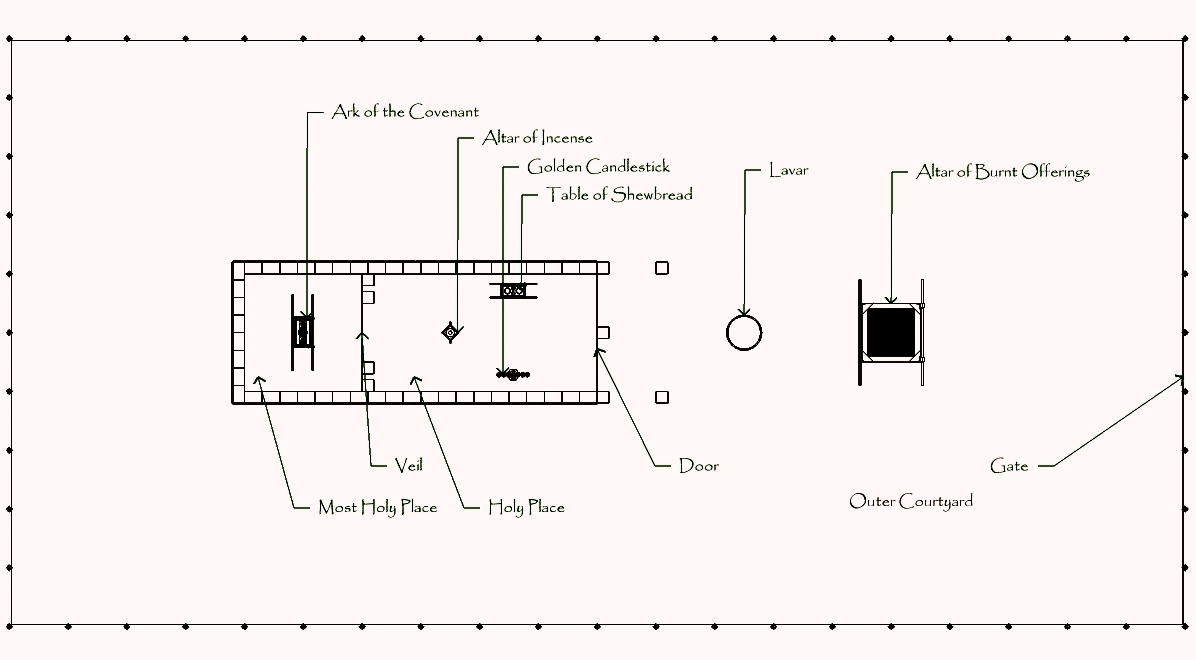 Ark of the Covenant
Altar of Incense
Golden Candlestick
Table of Shewbread
Lavar
Altar of Burnt Offerings
Veil
Door
Gate
Outer Courtyard
Most Holy Place
Holy Place